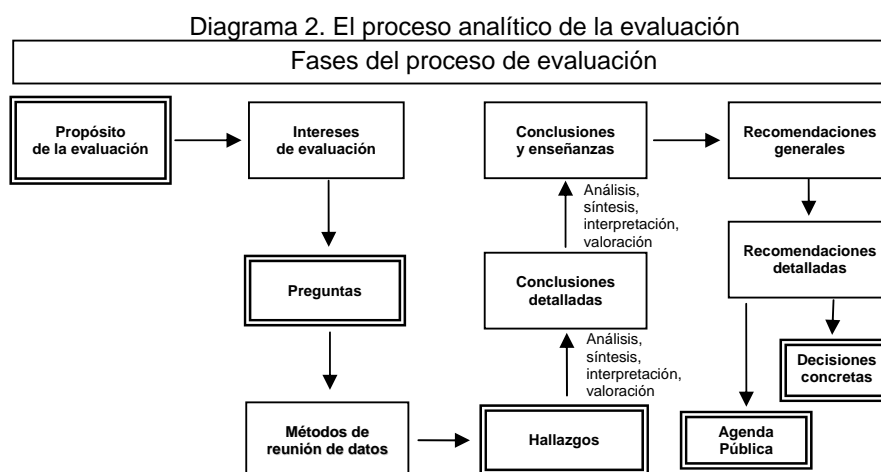 Diagrama 2. El proceso analítico de la evaluación
Fases del proceso de evaluación
Propósito
de la evaluación
Intereses
de evaluación
Preguntas
Métodos de
reunión de datos
Hallazgos
Análisis,
síntesis,
interpretación,
valoración
Conclusiones
detalladas
Análisis,
síntesis,
interpretación,
valoración
Conclusiones
y enseñanzas
Recomendaciones
generales
Recomendaciones
detalladas
Decisiones
concretas
Agenda
Pública